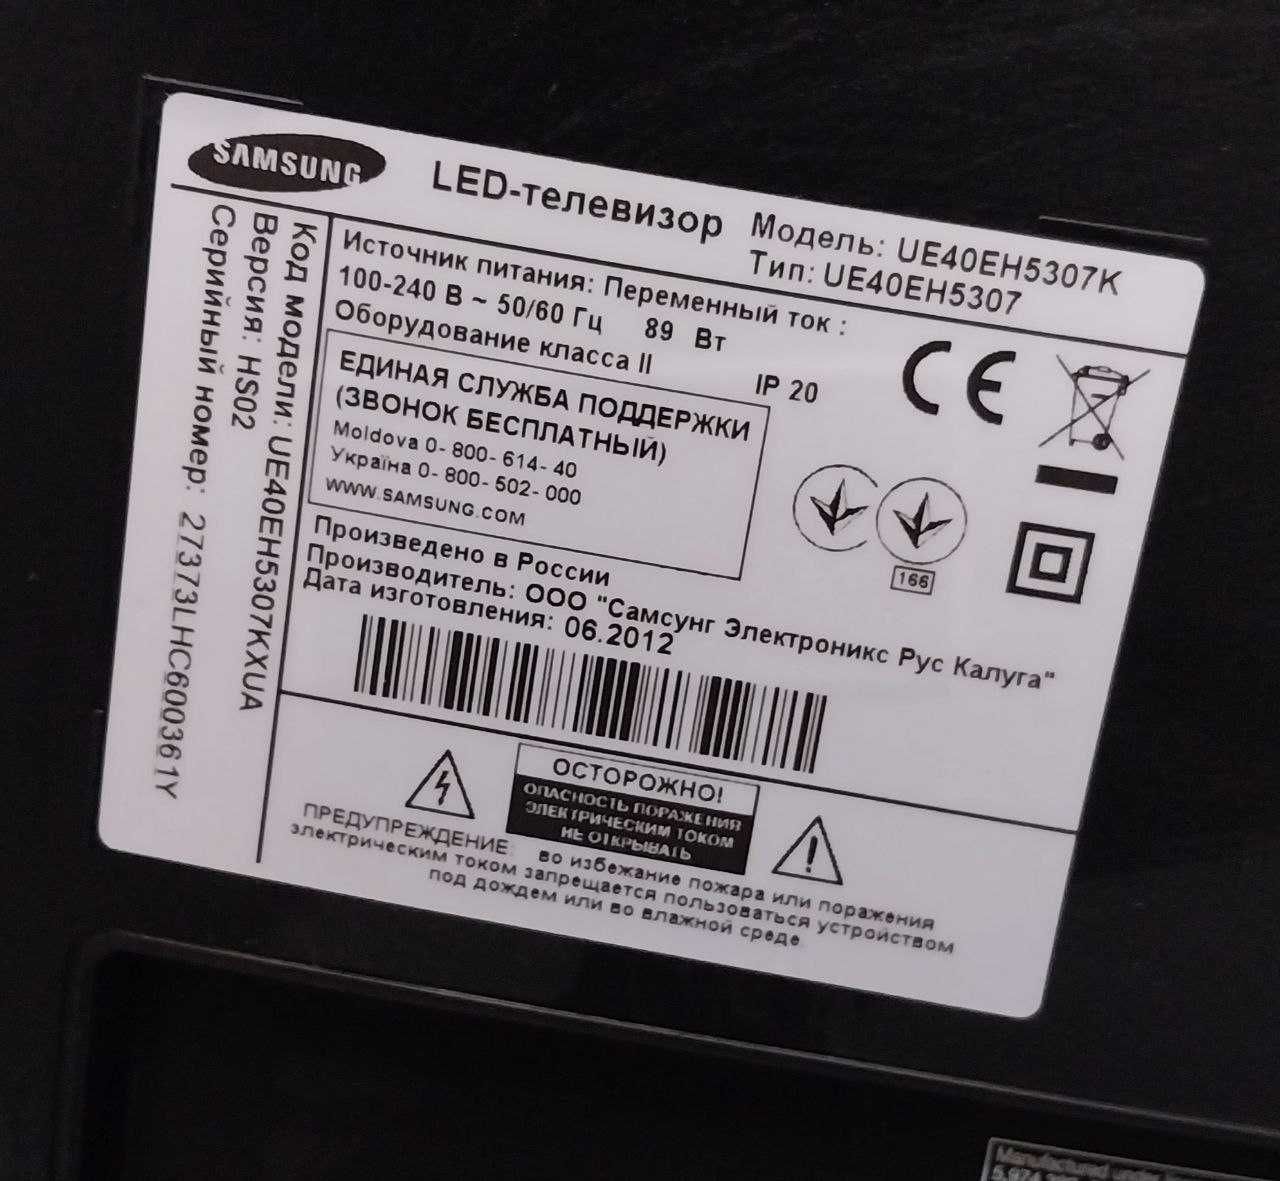 SAMSUNG
LED-телевизор
Модель: UE40EH5307K
Тип: UE40EH5307
Источник питания: Переменный ток :
100-240 В ~ 50/60 Гц 89 Вт
Оборудование класса II
IP 20
ЕДИНАЯ СЛУЖБА ПОДДЕРЖКИ
(ЗВОНОК БЕСПЛАТНЫЙ)
Moldova 0- 800- 614- 40
Україна 0- 800- 502- 000
WWW.SAMSUNG.COM
CE
166
Произведено в России
Производитель: ООО "Самсунг Электроникс Рус Калуга"
Дата изготовления: 06.2012
Код модели: UE40EH5307KXUA
Версия: HS02
Серийный номер: 27373LHC600361Y
ОСТОРОЖНО!
ОПАСНОСТЬ ПОРАЖЕНИЯ
ЭЛЕКТРИЧЕСКИМ ТОКОМ
НЕ ОТКРЫВАТЬ
ПРЕДУПРЕЖДЕНИЕ: во избежание пожара или поражения
электрическим током запрещается пользоваться устройством
под дождем или во влажной среде
Manufactured under